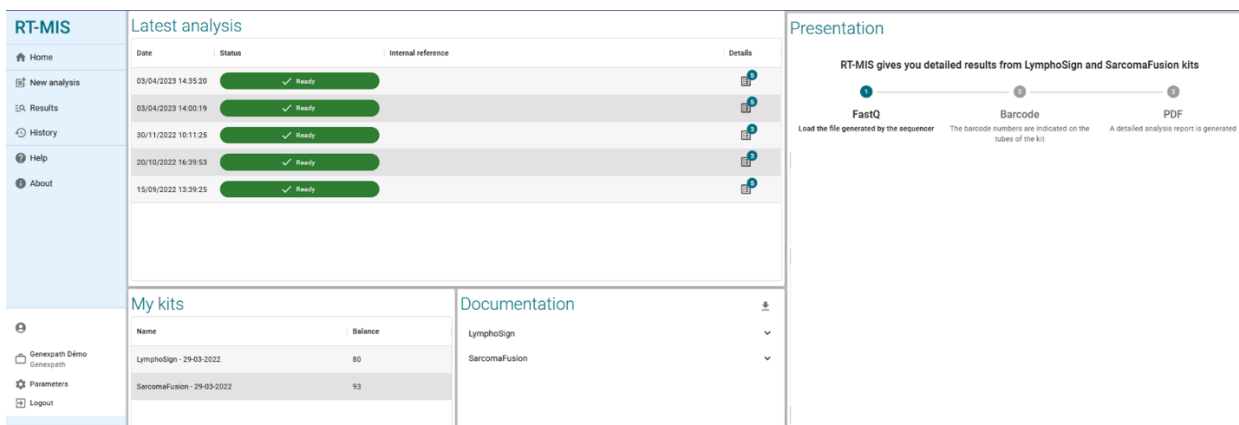 RT-MIS
Home
New analysis
Results
History
Help
About
Genexpath Démo
Genexpath
Parameters
Logout
Latest analysis
Date Status Internal reference Details
03/04/2023 14:35:20 Ready 5
03/04/2023 14:00:19 Ready 5
30/11/2022 10:11:25 Ready 3
20/10/2022 16:39:53 Ready 3
15/09/2022 13:39:25 Ready 5
My kits
Name Balance
LymphoSign - 29-03-2022 80
SarcomaFusion - 29-03-2022 93
Documentation
LymphoSign
SarcomaFusion
Presentation
RT-MIS gives you detailed results from LymphoSign and SarcomaFusion kits
1 2 3
FastQ Barcode PDF
Load the file generated by the sequencer The barcode numbers are indicated on the A detailed analysis report is generated
tubes of the kit